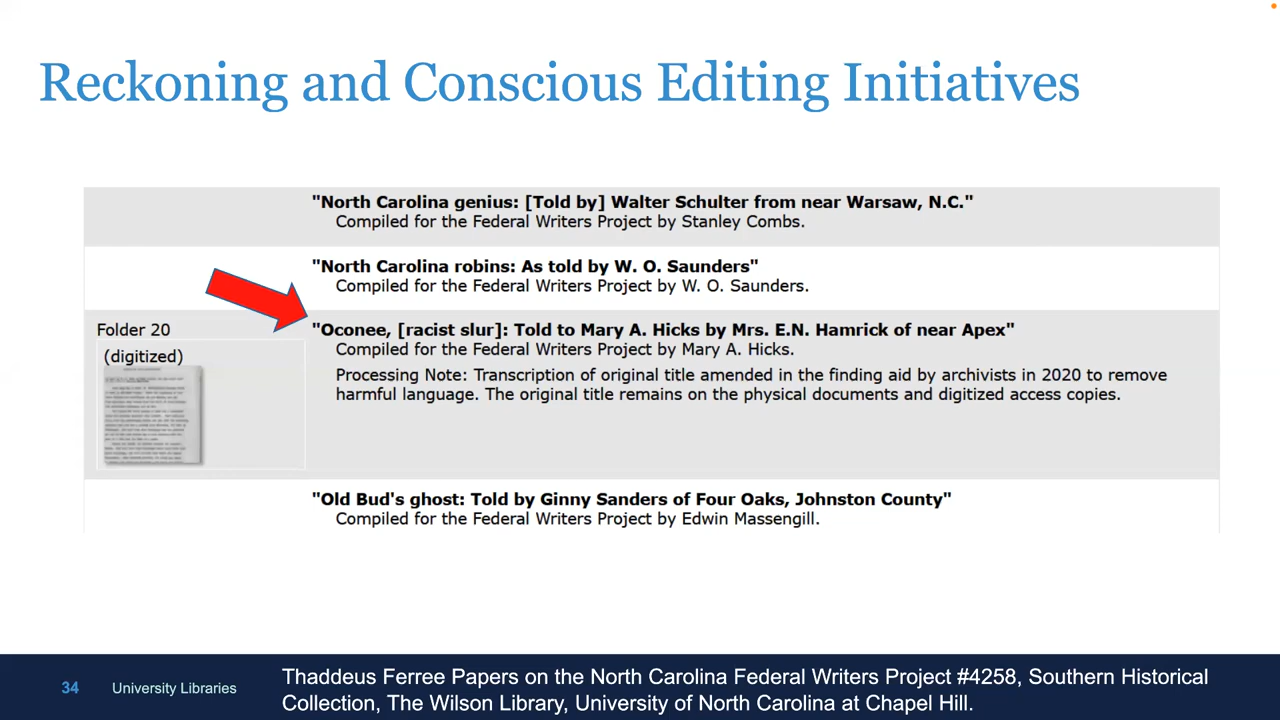 Reckoning and Conscious Editing Initiatives
"North Carolina genius: [Told by] Walter Schulter from near Warsaw, N.C."
Compiled for the Federal Writers Project by Stanley Combs.
"North Carolina robins: As told by W. O. Saunders"
Compiled for the Federal Writers Project by W. O. Saunders.
Folder 20
(digitized)
"Oconee, [racist slur]: Told to Mary A. Hicks by Mrs. E.N. Hamrick of near Apex"
Compiled for the Federal Writers Project by Mary A. Hicks.
Processing Note: Transcription of original title amended in the finding aid by archivists in 2020 to remove
harmful language. The original title remains on the physical documents and digitized access copies.
"Old Bud's ghost: Told by Ginny Sanders of Four Oaks, Johnston County"
Compiled for the Federal Writers Project by Edwin Massengill.
34
University Libraries
Thaddeus Ferree Papers on the North Carolina Federal Writers Project #4258, Southern Historical
Collection, The Wilson Library, University of North Carolina at Chapel Hill.